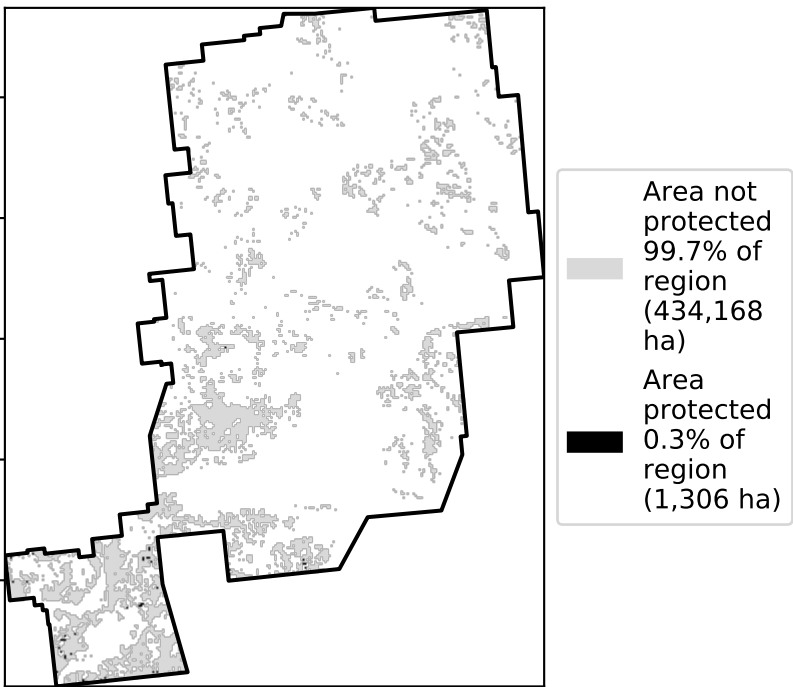 Area not
protected
99.7% of
region
(434,168
ha)
Area
protected
0.3% of
region
(1,306 ha)